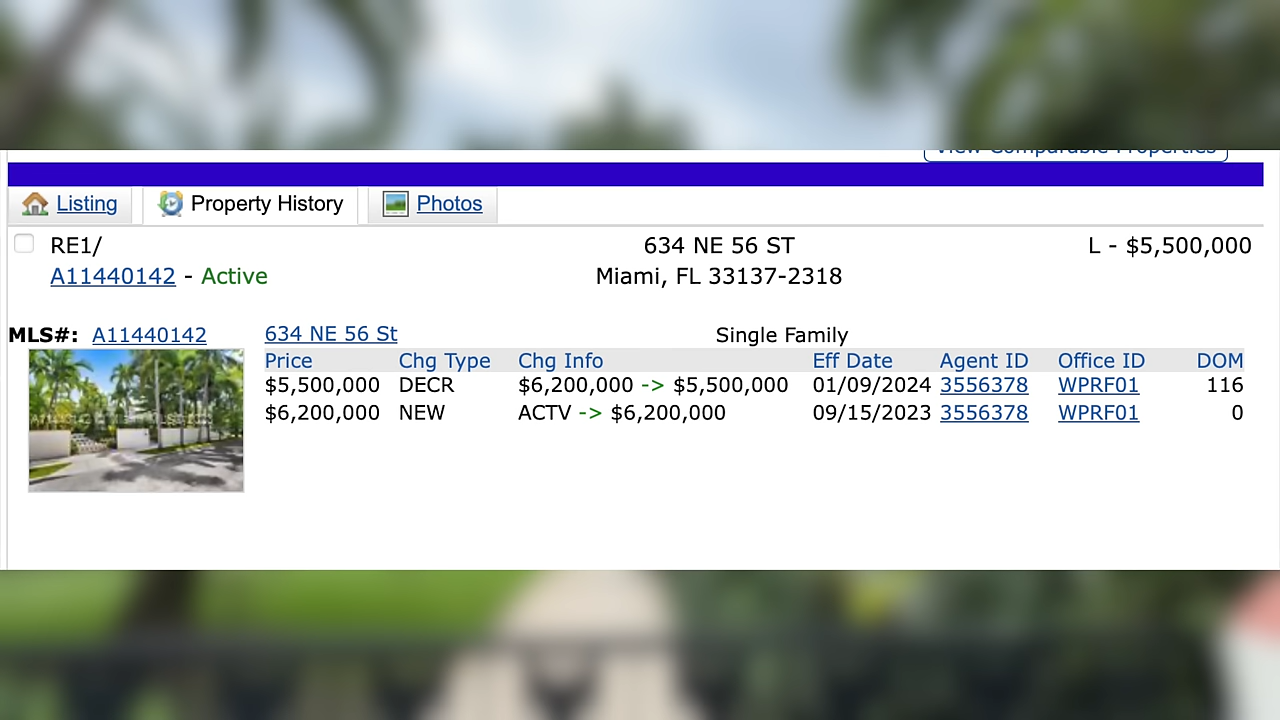 View Comparable Properties
Listing
Property History
Photos
RE1/
634 NE 56 ST
L - $5,500,000
A11440142 - Active
Miami, FL 33137-2318
MLS#: A11440142
634 NE 56 St
Single Family
Price Chg Type Chg Info Eff Date Agent ID Office ID DOM
$5,500,000 DECR $6,200,000 -> $5,500,000 01/09/2024 3556378 WPRF01 116
$6,200,000 NEW ACTV -> $6,200,000 09/15/2023 3556378 WPRF01 0